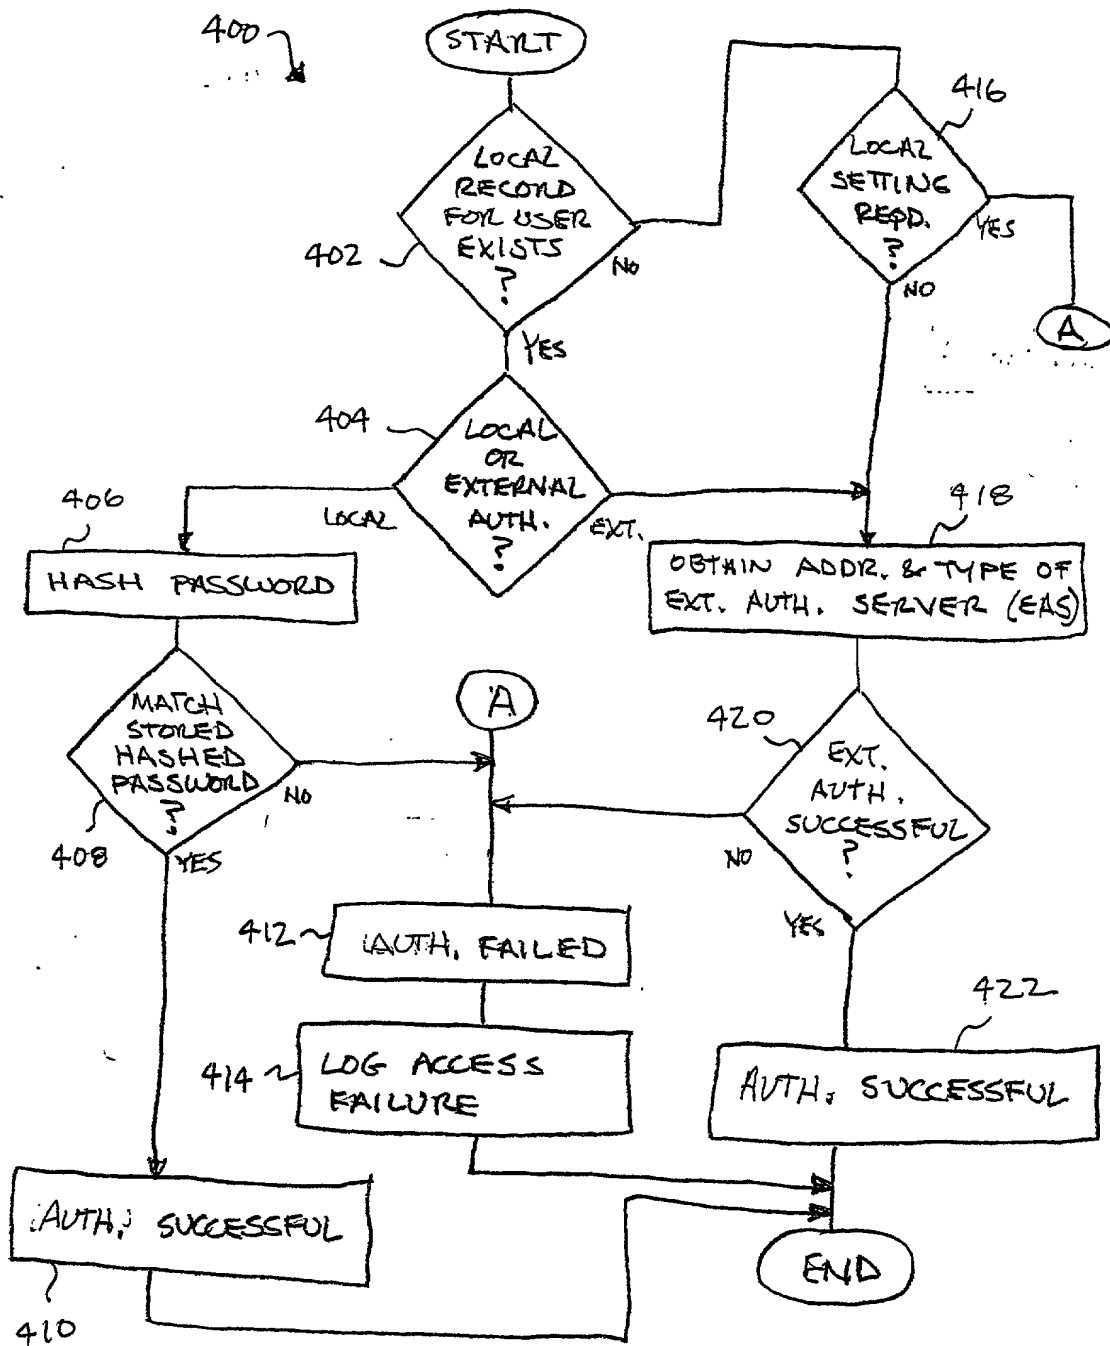 400
START
416
LOCAL
RECORD
FOR USER
EXISTS
?
402
NO
YES
LOCAL
SETTING
REQD.
?
YES
NO
A
404
LOCAL
OR
EXTERNAL
AUTH.
?
LOCAL
EXT.
406
HASH PASSWORD
418
OBTAIN ADDR. & TYPE OF
EXT. AUTH. SERVER (EAS)
MATCH
STORED
HASHED
PASSWORD
?
NO
408
YES
A
420
EXT.
AUTH.
SUCCESSFUL
?
NO
YES
412
AUTH. FAILED
414
LOG ACCESS
FAILURE
422
AUTH. SUCCESSFUL
AUTH. SUCCESSFUL
410
END